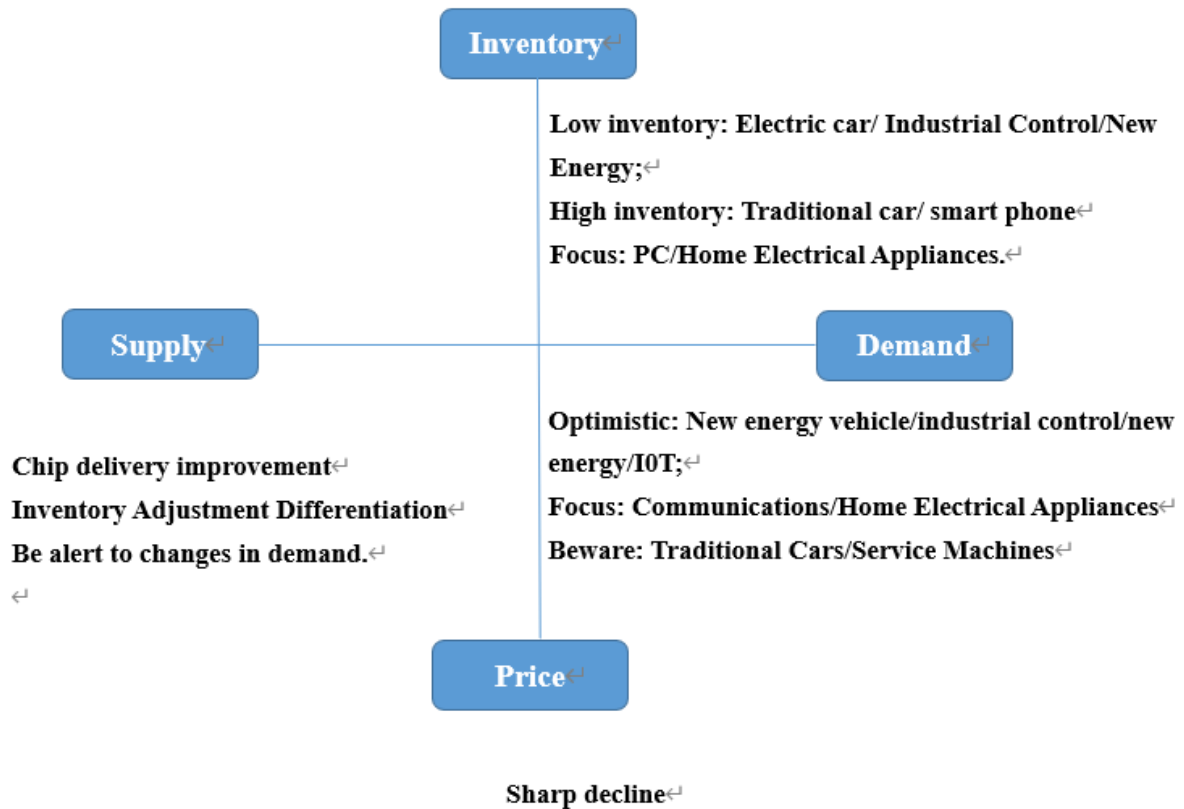 Inventory↵
Low inventory: Electric car/ Industrial Control/New
Energy;↵
High inventory: Traditional car/ smart phone↵
Focus: PC/Home Electrical Appliances.↵
Supply↵
Demand↵
Chip delivery improvement↵
Inventory Adjustment Differentiation↵
Be alert to changes in demand.↵
↵
Optimistic: New energy vehicle/industrial control/new
energy/I0T;↵
Focus: Communications/Home Electrical Appliances↵
Beware: Traditional Cars/Service Machines↵
Price↵
Sharp decline↵